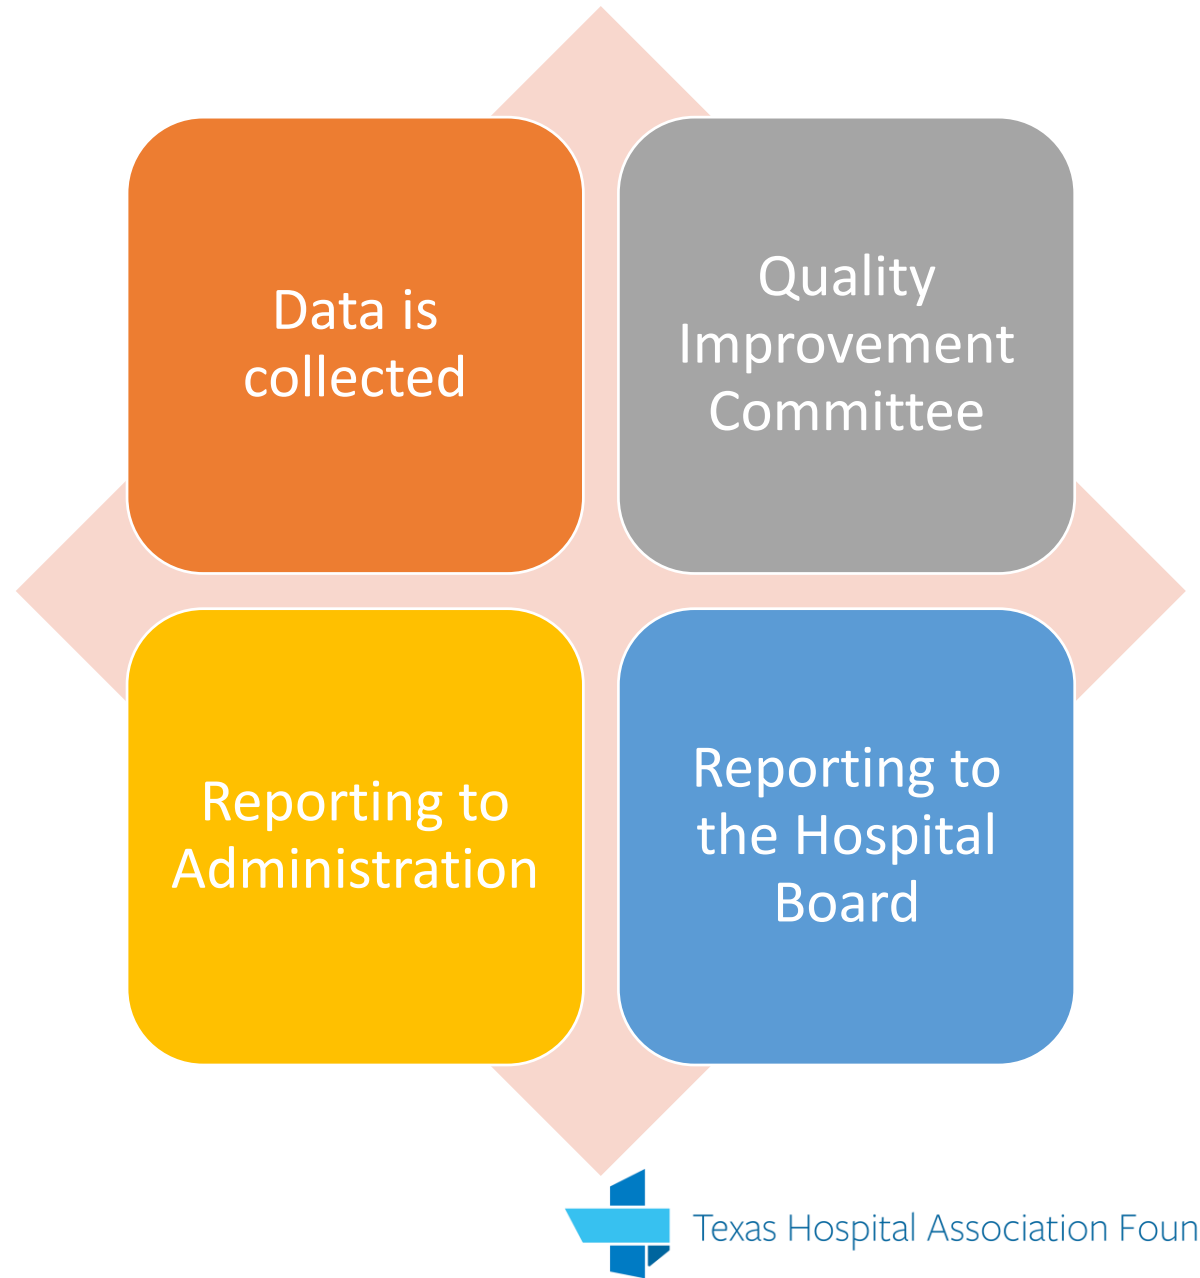 Data is
collected
Quality
Improvement
Committee
Reporting to
Administration
Reporting to
the Hospital
Board
Texas Hospital Association Foun